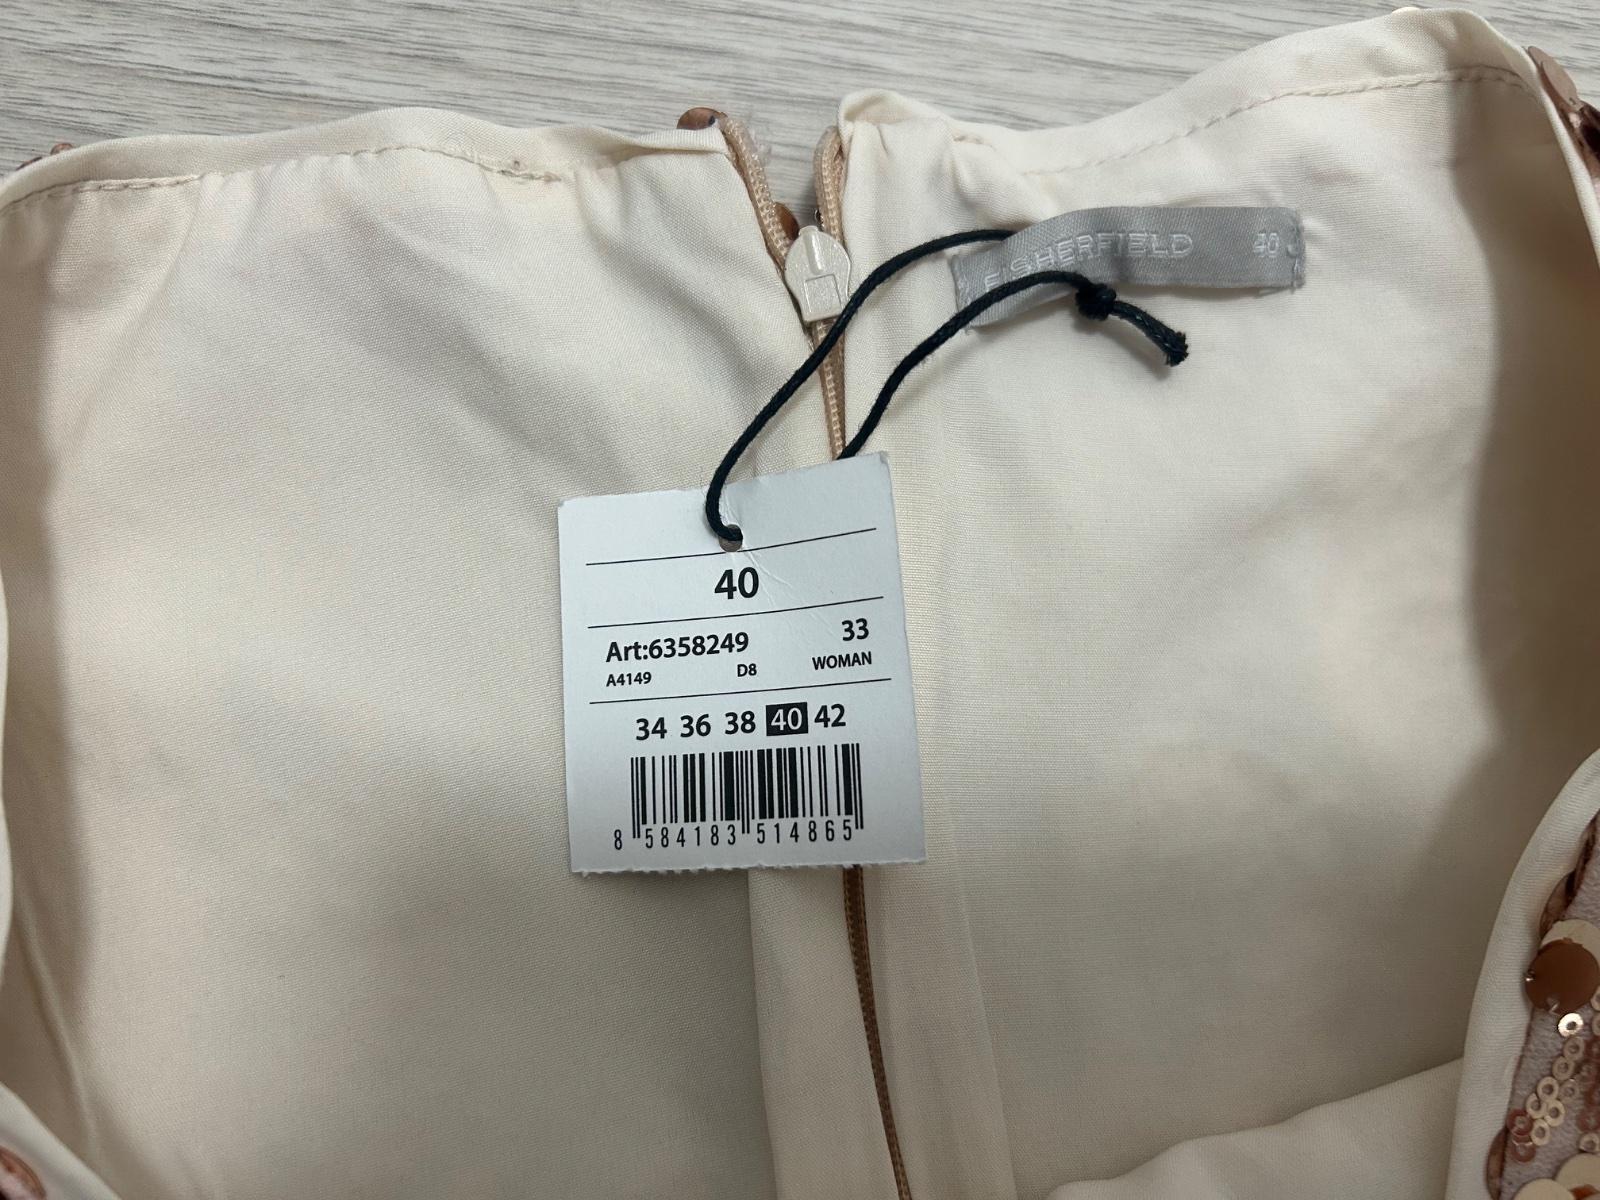 FISHERFIELD 40
40
Art:6358249 33
A4149 D8 WOMAN
34 36 38 40 42
8 584183 514865